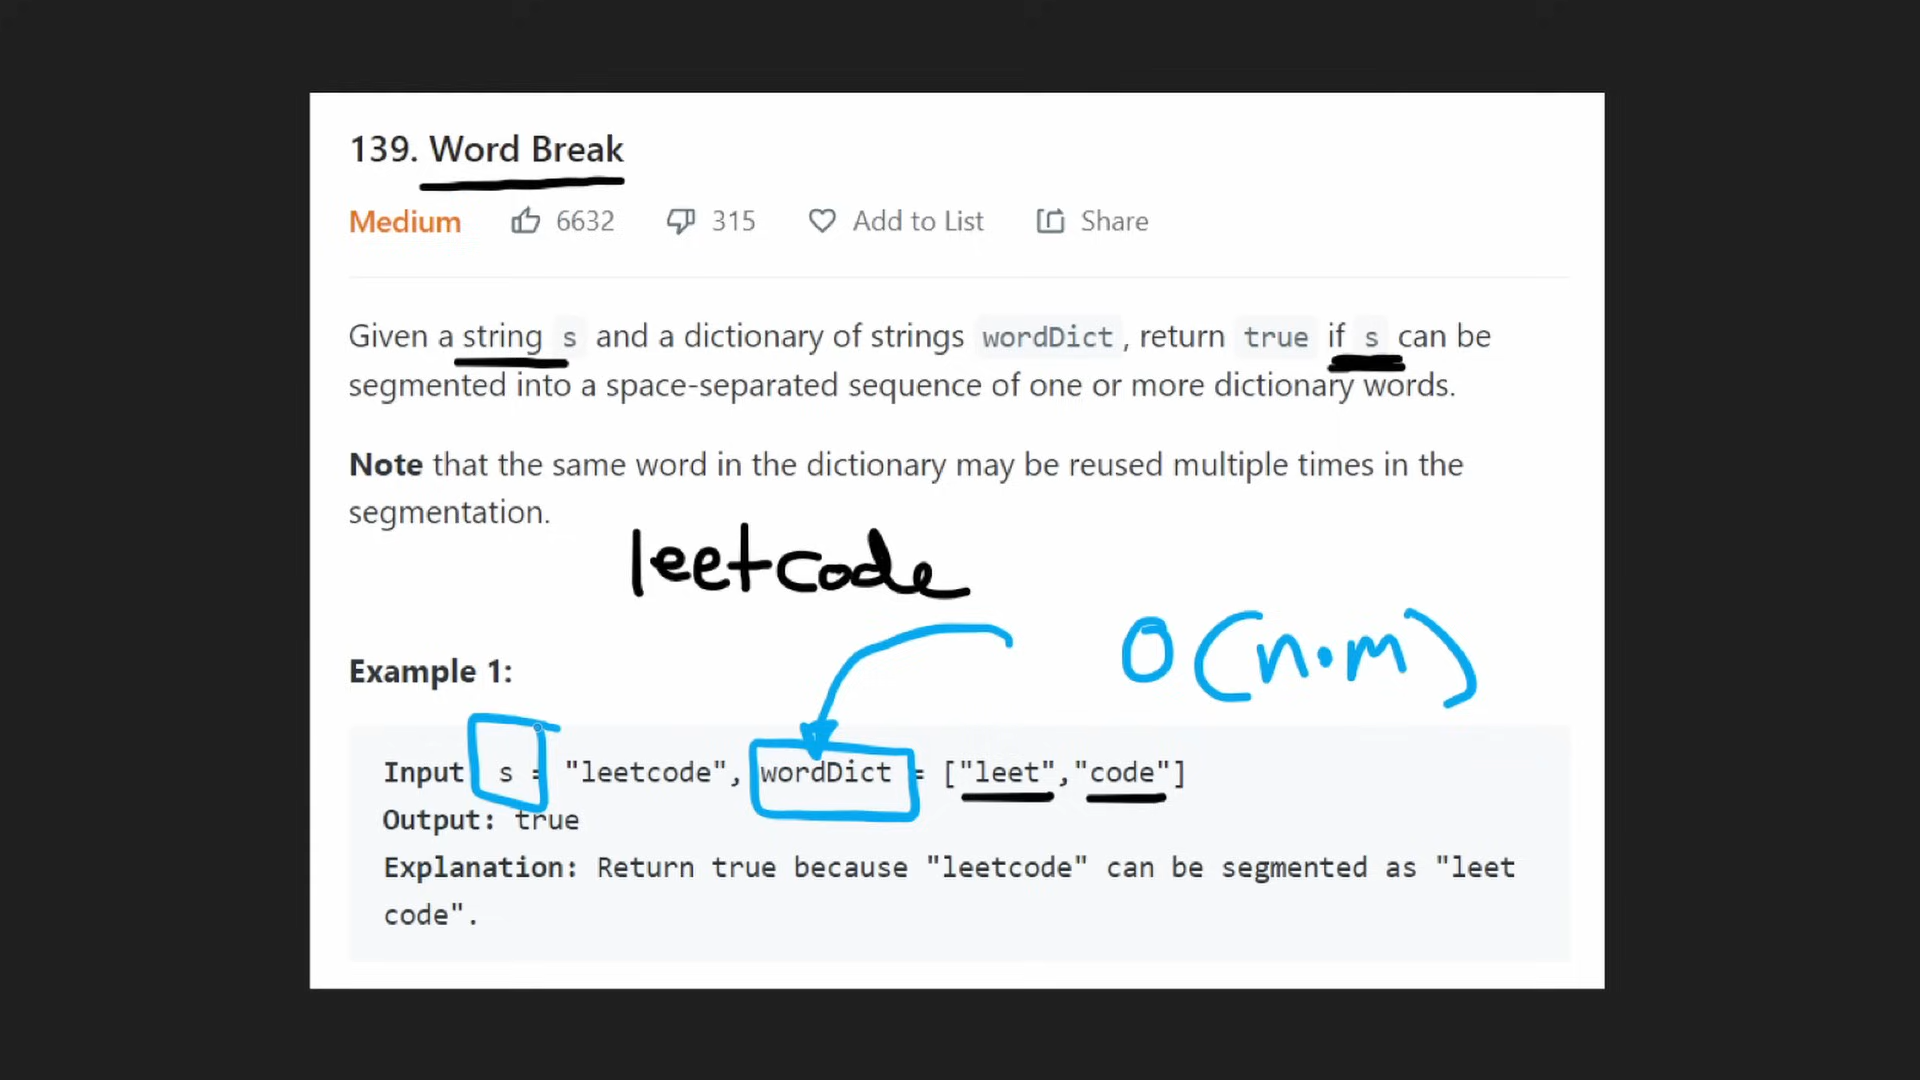 139. Word Break
Medium 6632 315 Add to List Share
Given a string s and a dictionary of strings wordDict, return true if s can be
segmented into a space-separated sequence of one or more dictionary words.
Note that the same word in the dictionary may be reused multiple times in the
segmentation.
leetcode
O(n·m)
Example 1:
Input s = "leetcode", wordDict = ["leet","code"]
Output: true
Explanation: Return true because "leetcode" can be segmented as "leet
code".